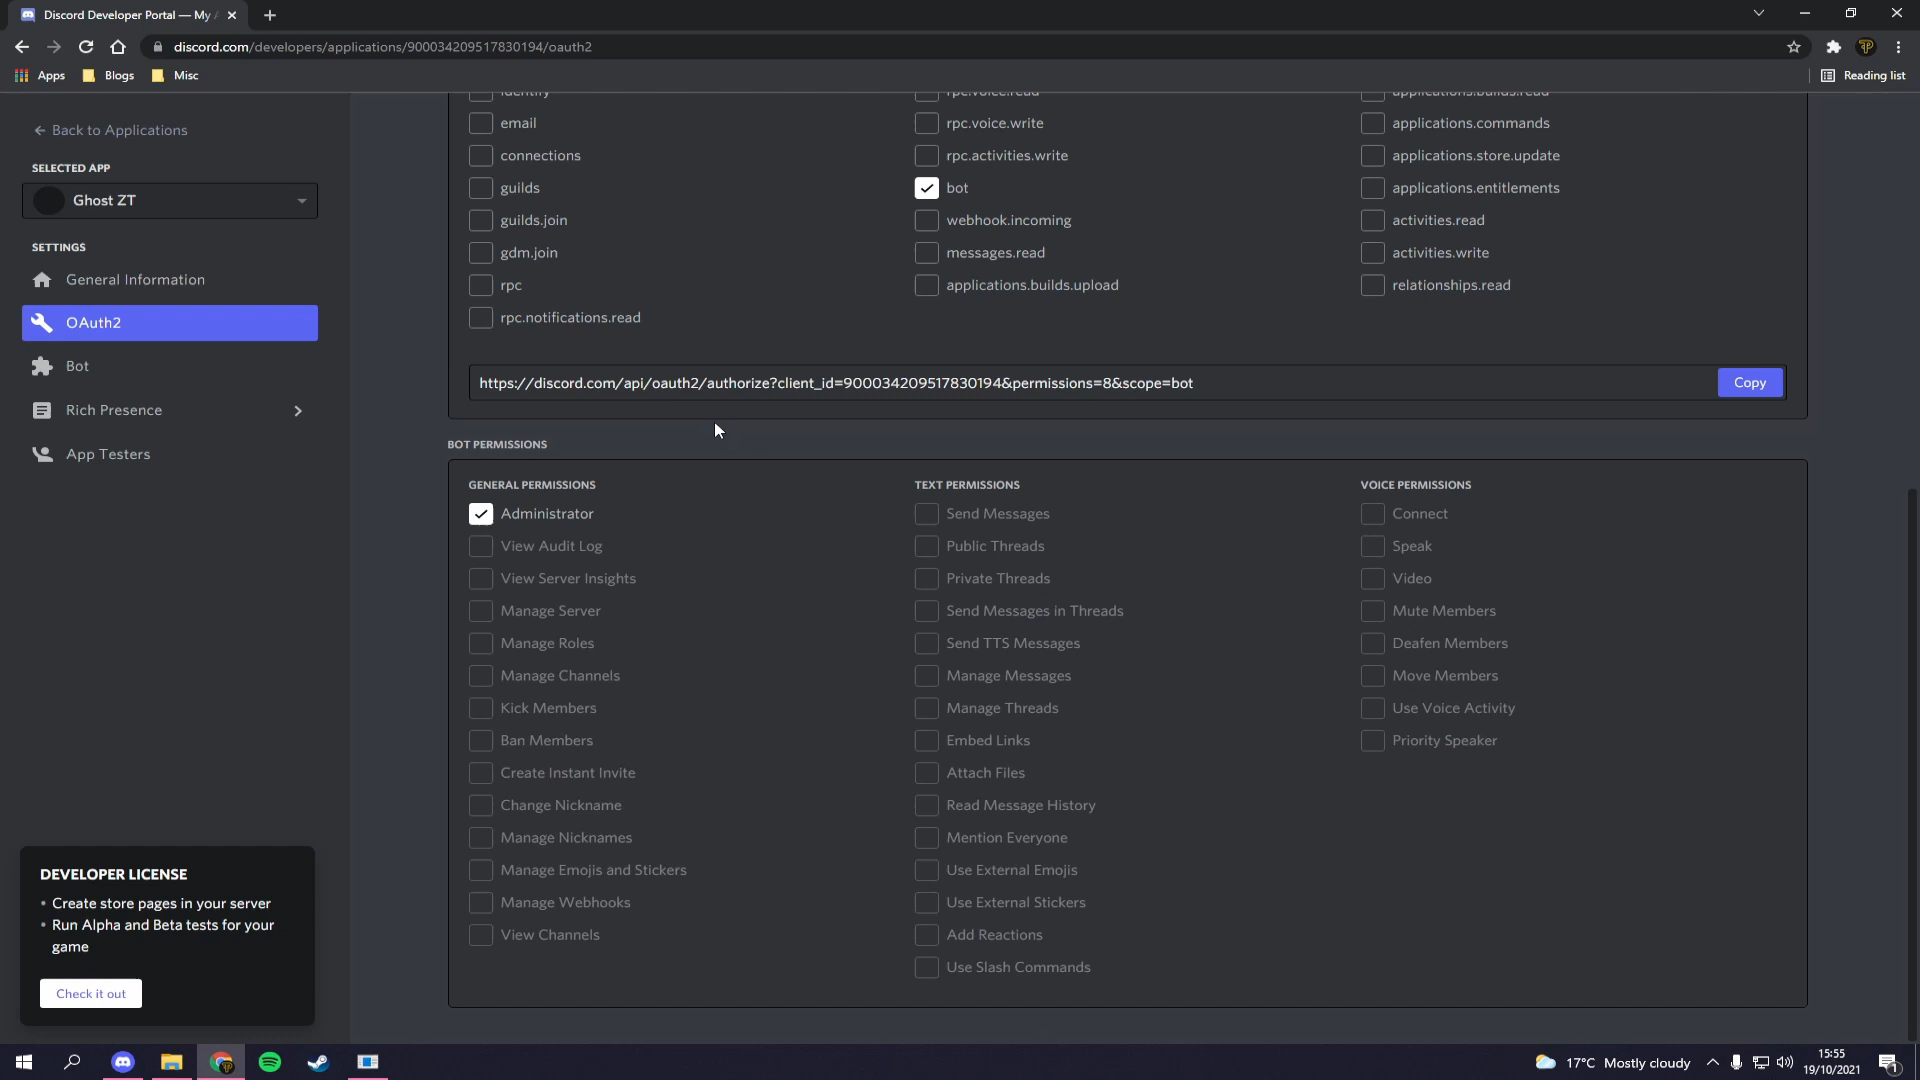 Discord Developer Portal — My A
discord.com/developers/applications/900034209517830194/oauth2
Apps
Blogs
Misc
Reading list
← Back to Applications
SELECTED APP
Ghost ZT
SETTINGS
General Information
OAuth2
Bot
Rich Presence
App Testers
DEVELOPER LICENSE
• Create store pages in your server
• Run Alpha and Beta tests for your
game
Check it out
identify
email
connections
guilds
guilds.join
gdm.join
rpc
rpc.notifications.read
rpc.voice.read
rpc.voice.write
rpc.activities.write
bot
webhook.incoming
messages.read
applications.builds.upload
applications.builds.read
applications.commands
applications.store.update
applications.entitlements
activities.read
activities.write
relationships.read
https://discord.com/api/oauth2/authorize?client_id=900034209517830194&permissions=8&scope=bot
Copy
BOT PERMISSIONS
GENERAL PERMISSIONS
Administrator
View Audit Log
View Server Insights
Manage Server
Manage Roles
Manage Channels
Kick Members
Ban Members
Create Instant Invite
Change Nickname
Manage Nicknames
Manage Emojis and Stickers
Manage Webhooks
View Channels
TEXT PERMISSIONS
Send Messages
Public Threads
Private Threads
Send Messages in Threads
Send TTS Messages
Manage Messages
Manage Threads
Embed Links
Attach Files
Read Message History
Mention Everyone
Use External Emojis
Use External Stickers
Add Reactions
Use Slash Commands
VOICE PERMISSIONS
Connect
Speak
Video
Mute Members
Deafen Members
Move Members
Use Voice Activity
Priority Speaker
17°C Mostly cloudy
15:55
19/10/2021
1